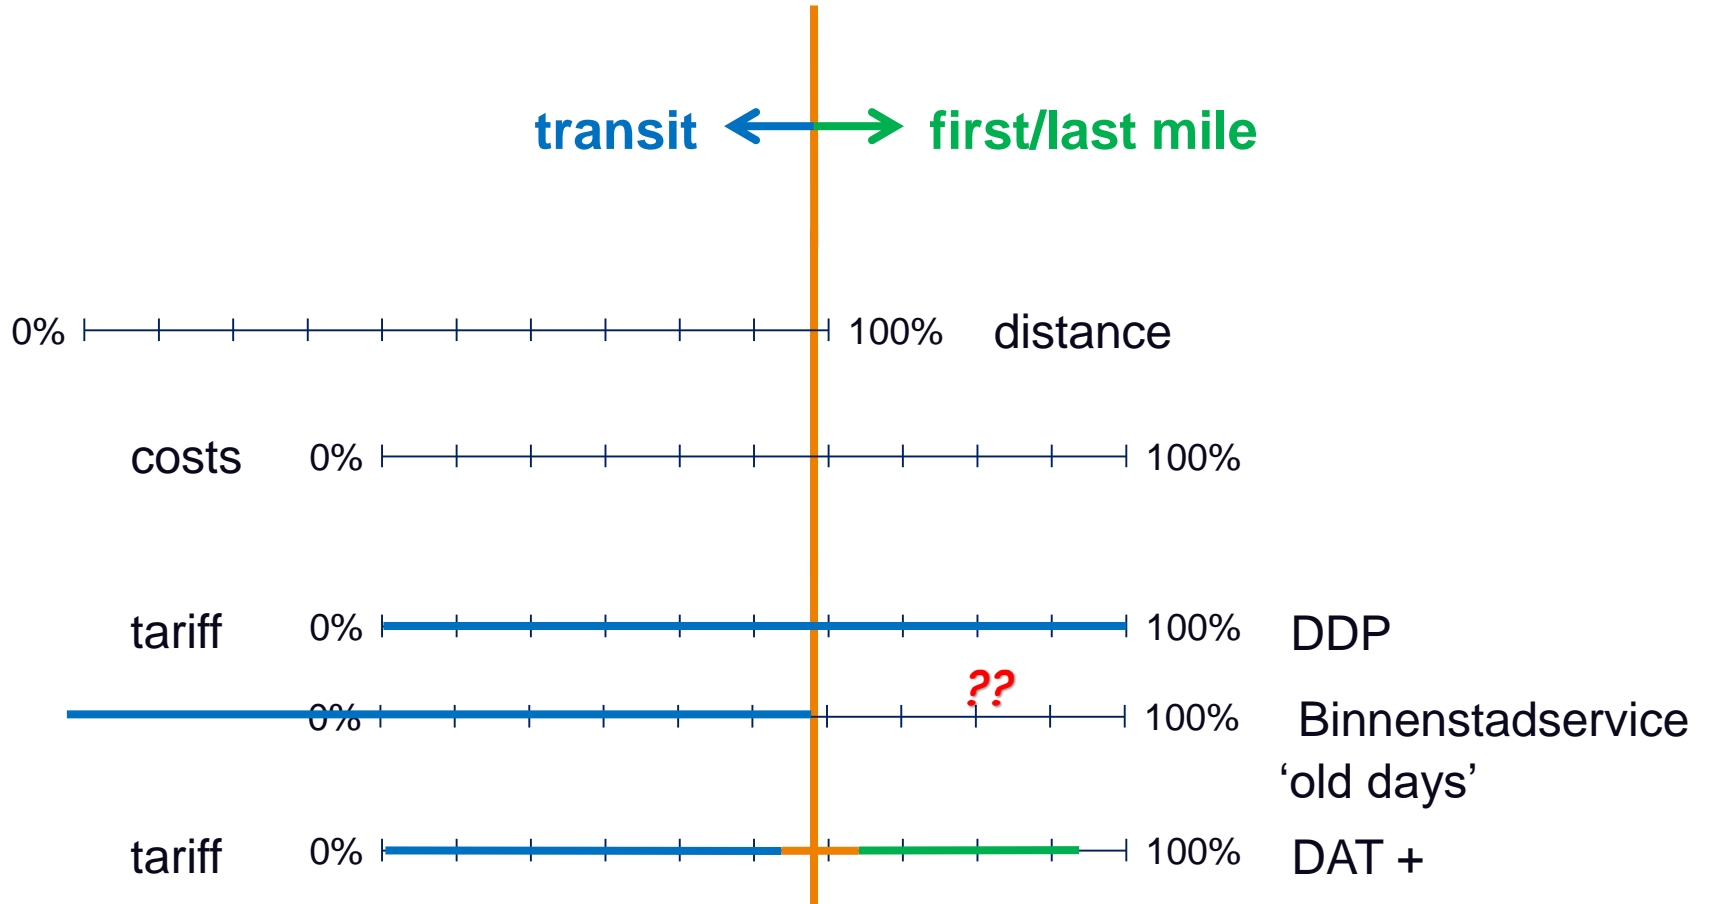 transit first/last mile
0% 100% distance
costs 0% 100%
tariff 0% 100% DDP
??
0% 100% Binnenstadservice
‘old days’
tariff 0% 100% DAT +